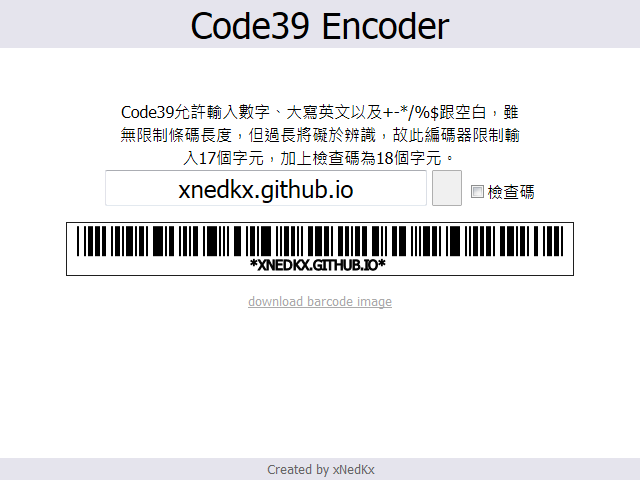 Code39 Encoder
Code39允許輸入數字、大寫英文以及+-*/%$跟空白，雖
無限制條碼長度，但過長將礙於辨識，故此編碼器限制輸
入17個字元，加上檢查碼為18個字元。
xnedkx.github.io 檢查碼
*XNEDKX.GITHUB.IO*
download barcode image
Created by xNedKx